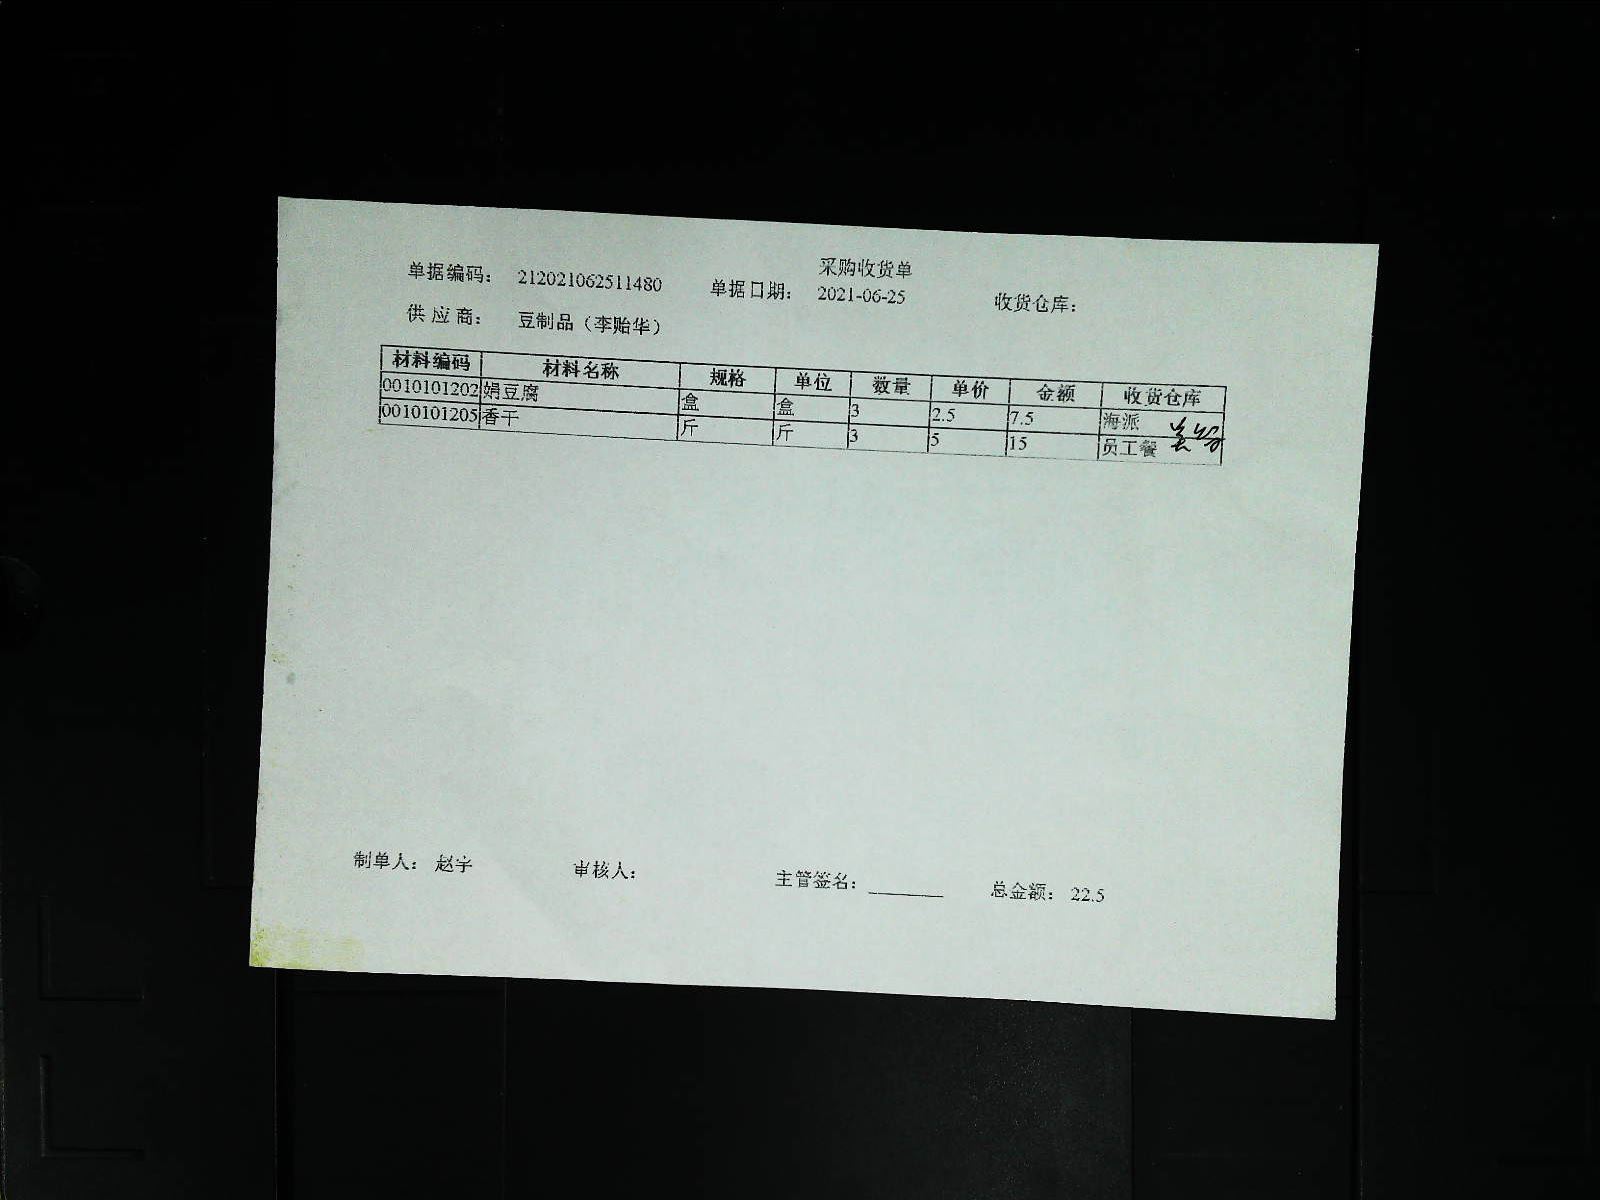 采购收货单
单据编码： 212021062511480 单据日期： 2021-06-25 收货仓库：
供 应 商： 豆制品（李贻华）
材料编码 材料名称 规格 单位 数量 单价 金额 收货仓库
0010101202 娟豆腐 盒 盒 3 2.5 7.5 海派
0010101205 香干 斤 斤 3 5 15 员工餐
制单人： 赵宇 审核人： 主管签名：________ 总金额： 22.5